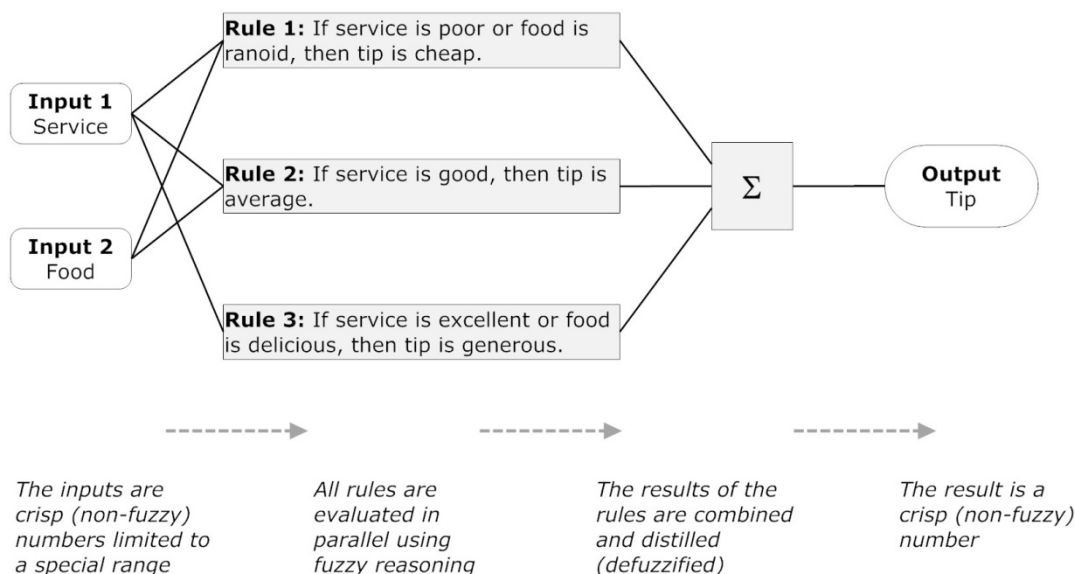 Rule 1: If service is poor or food is
ranoid, then tip is cheap.
Input 1
Service
Rule 2: If service is good, then tip is
average.
Σ
Output
Tip
Input 2
Food
Rule 3: If service is excellent or food
is delicious, then tip is generous.
The inputs are
crisp (non-fuzzy)
numbers limited to
a special range
All rules are
evaluated in
parallel using
fuzzy reasoning
The results of the
rules are combined
and distilled
(defuzzified)
The result is a
crisp (non-fuzzy)
number